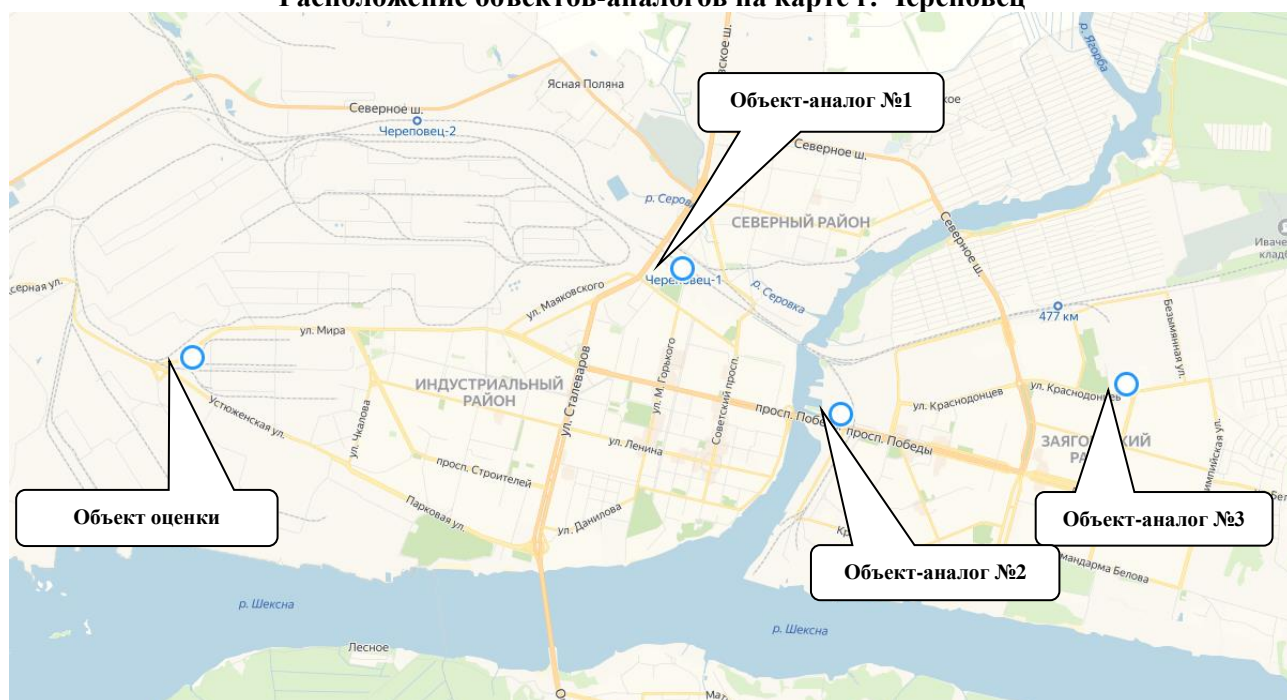 Расположение объектов-аналогов на карте г. Череповец
р. Ягорба
Ясная Поляна
Объект-аналог №1
Северное ш.
Череповец-2
Северное ш.
р. Серовка
СЕВЕРНЫЙ РАЙОН
Северное ш.
Череповец-1
р. Серовка
ул. Маяковского
477 км
Безымянная ул.
ул. Мира
ул. Сталеваров
ул. М. Горького
Советский просп.
ИНДУСТРИАЛЬНЫЙ
РАЙОН
ул. Краснодонцев
ул. Краснодонцев
Устюженская ул.
ул. Чкалова
просп. Победы
просп. Победы
ул. Ленина
просп. Строителей
Парковая ул.
ул. Данилова
Объект оценки
Объект-аналог №3
Объект-аналог №2
р. Шексна
р. Шексна
Лесное